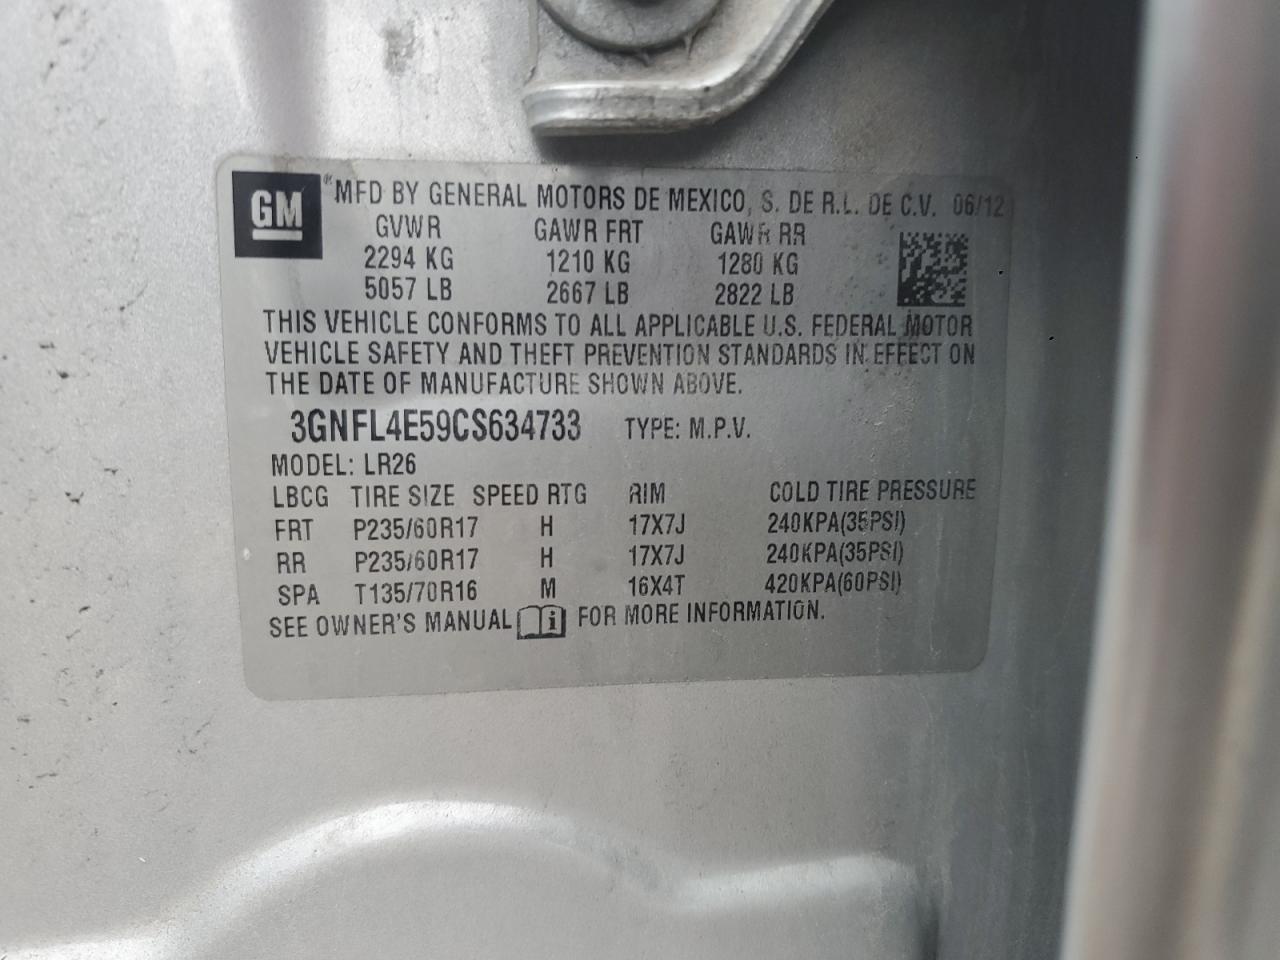 GM ® MFD BY GENERAL MOTORS DE MEXICO, S. DE R.L. DE C.V. 06/12
GVWR GAWR FRT GAWR RR
2294 KG 1210 KG 1280 KG
5057 LB 2667 LB 2822 LB
THIS VEHICLE CONFORMS TO ALL APPLICABLE U.S. FEDERAL MOTOR
VEHICLE SAFETY AND THEFT PREVENTION STANDARDS IN EFFECT ON
THE DATE OF MANUFACTURE SHOWN ABOVE.
3GNFL4E59CS634733 TYPE: M.P.V.
MODEL: LR26
LBCG TIRE SIZE SPEED RTG RIM COLD TIRE PRESSURE
FRT P235/60R17 H 17X7J 240KPA(35PSI)
RR P235/60R17 H 17X7J 240KPA(35PSI)
SPA T135/70R16 M 16X4T 420KPA(60PSI)
SEE OWNER'S MANUAL i FOR MORE INFORMATION.